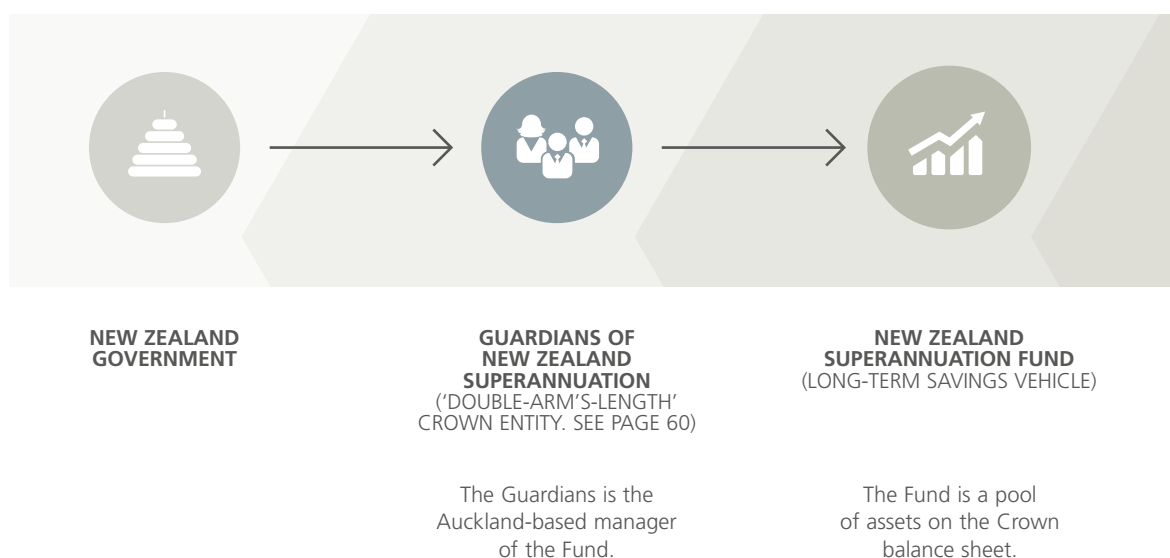 NEW ZEALAND
GOVERNMENT
GUARDIANS OF
NEW ZEALAND
SUPERANNUATION
(‘DOUBLE-ARM’S-LENGTH’
CROWN ENTITY. SEE PAGE 60)
The Guardians is the
Auckland-based manager
of the Fund.
NEW ZEALAND
SUPERANNUATION FUND
(LONG-TERM SAVINGS VEHICLE)
The Fund is a pool
of assets on the Crown
balance sheet.